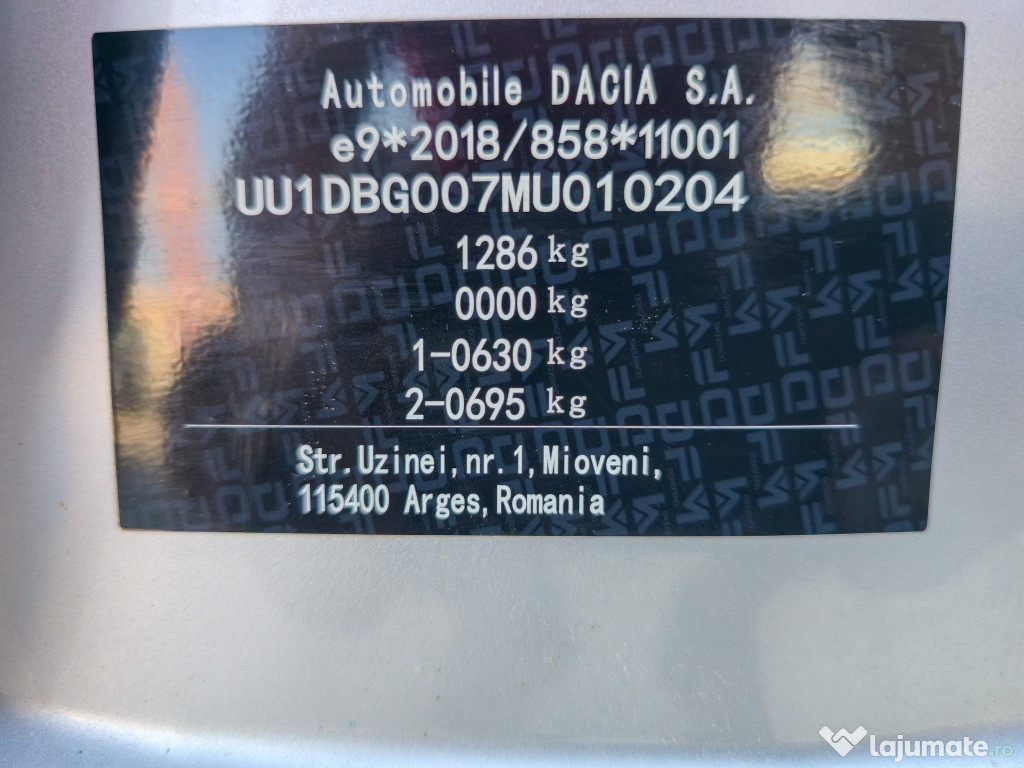 Automobile DACIA S.A.
e9*2018/858*11001
UU1DBG007MU010204
1286 kg
0000 kg
1-0630 kg
2-0695 kg
Str.Uzinei,nr.1,Mioveni,
115400 Arges,Romania
lajumate.ro